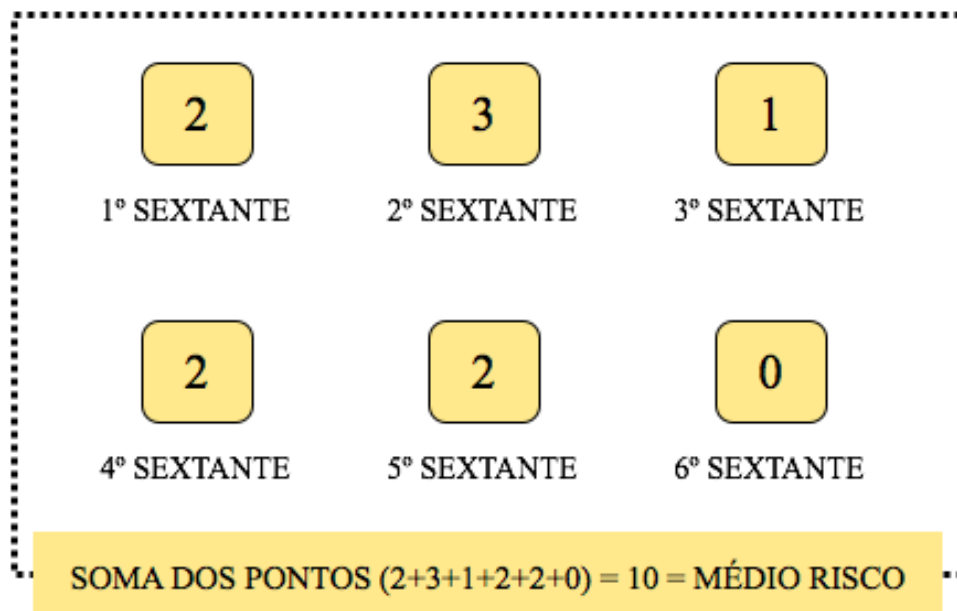 2 3 1
1º SEXTANTE 2º SEXTANTE 3º SEXTANTE
2 2 0
4º SEXTANTE 5º SEXTANTE 6º SEXTANTE
SOMA DOS PONTOS (2+3+1+2+2+0) = 10 = MÉDIO RISCO